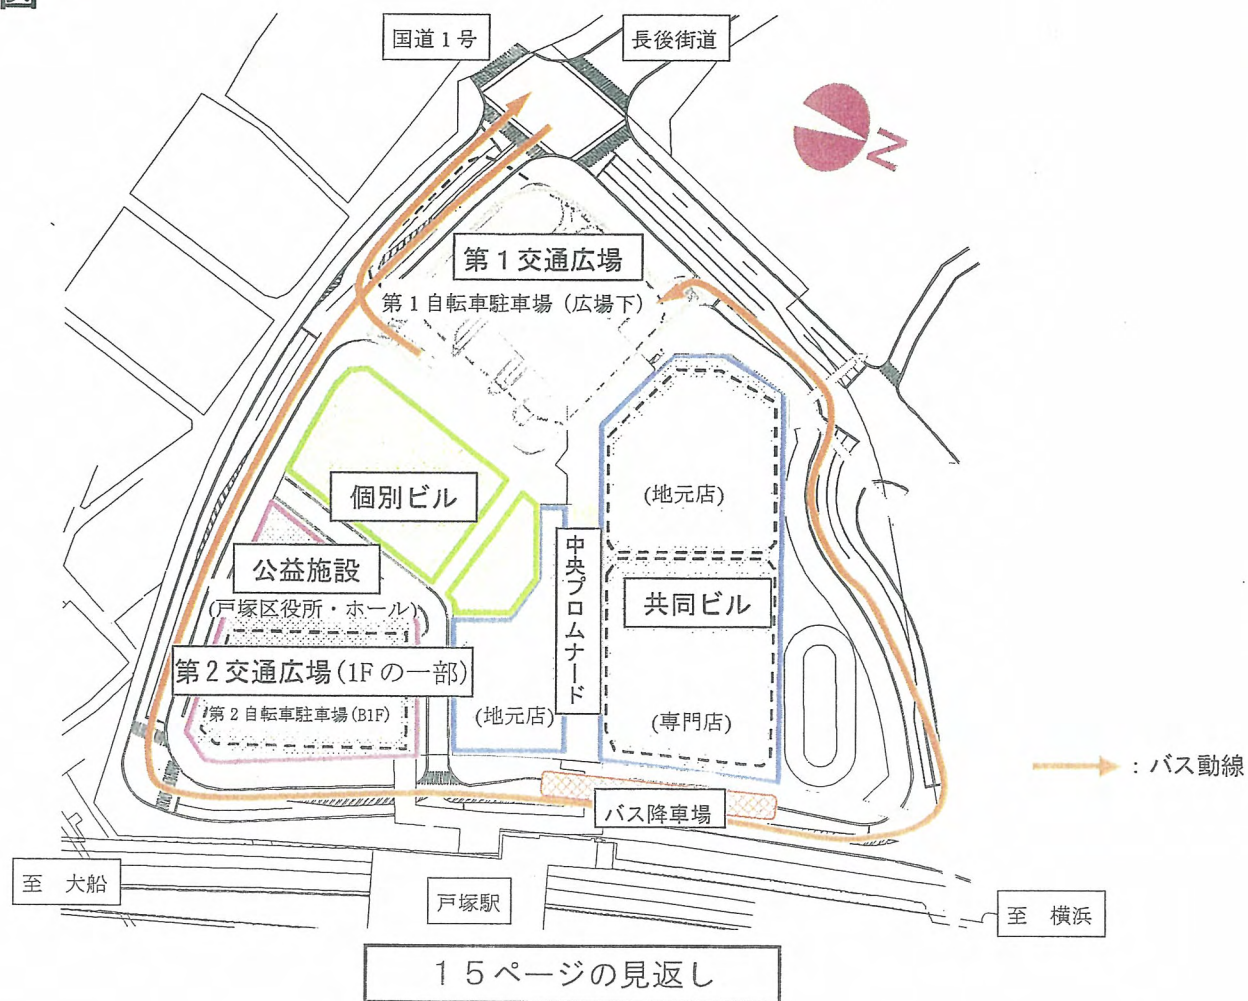 図
国道1号
長後街道
N
第1交通広場
第1自転車駐車場(広場下)
個別ビル
(地元店)
中央プロムナード
公益施設
(戸塚区役所・ホール)
共同ビル
第2交通広場(1Fの一部)
第2自転車駐車場(B1F)
(地元店)
(専門店)
:バス動線
バス降車場
至 大船
戸塚駅
至 横浜
15ページの見返し